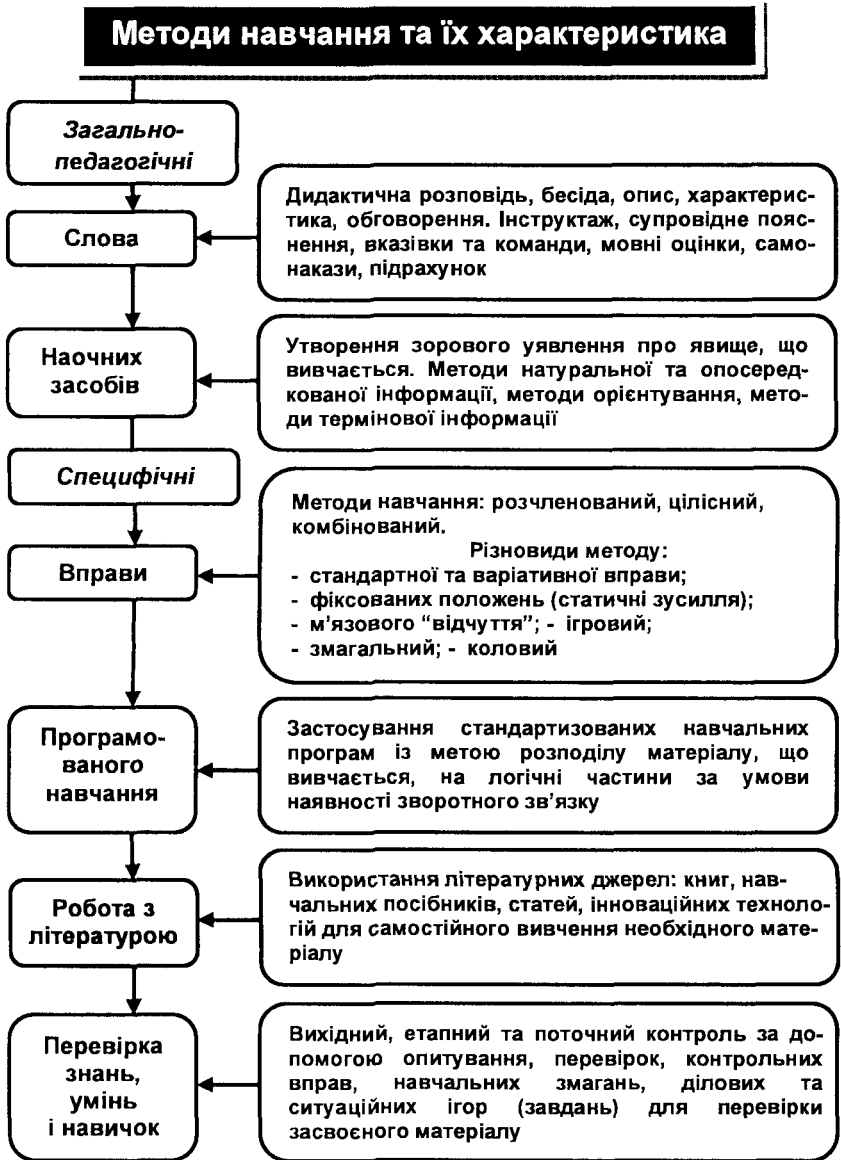 Методи навчання та їх характеристика
Загально-
педагогічні
Слова
Дидактична розповідь, бесіда, опис, характерис-
тика, обговорення. Інструктаж, супровідне пояс-
нення, вказівки та команди, мовні оцінки, само-
накази, підрахунок
Наочних
засобів
Утворення зорового уявлення про явище, що
вивчається. Методи натуральної та опосеред-
кованої інформації, методи орієнтування, мето-
ди термінової інформації
Специфічні
Вправи
Методи навчання: розчленований, цілісний,
комбінований.
Різновиди методу:
- стандартної та варіативної вправи;
- фіксованих положень (статичні зусилля);
- м’язового “відчуття”; - ігровий;
- змагальний; - коловий
Програмо-
ваного
навчання
Застосування стандартизованих навчальних
програм із метою розподілу матеріалу, що
вивчається, на логічні частини за умови
наявності зворотного зв’язку
Робота з
літературою
Використання літературних джерел: книг, нав-
чальних посібників, статей, інноваційних техноло-
гій для самостійного вивчення необхідного мате-
ріалу
Перевірка
знань,
умінь
і навичок
Вихідний, етапний та поточний контроль за до-
помогою опитування, перевірок, контрольних
вправ, навчальних змагань, ділових та
ситуаційних ігор (завдань) для перевірки
засвоєного матеріалу